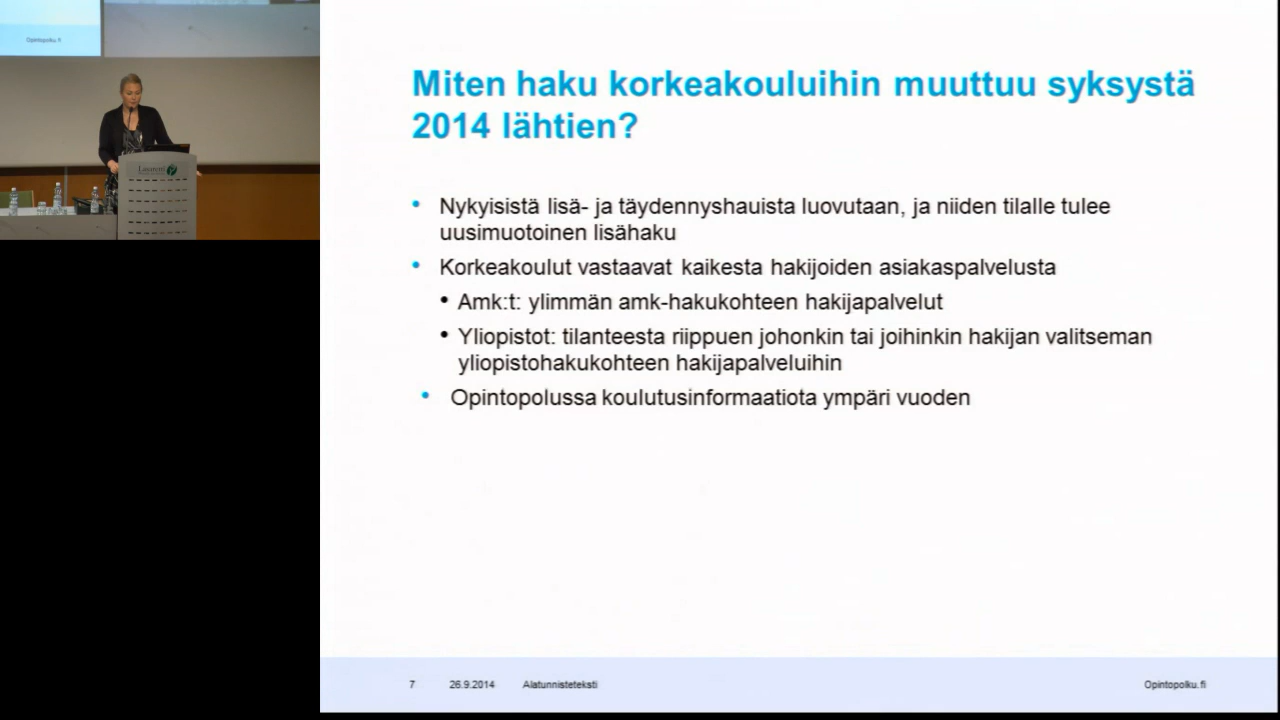 Opintopolku.fi
Miten haku korkeakouluihin muuttuu syksystä
2014 lähtien?
• Nykyisistä lisä- ja täydennyshauista luovutaan, ja niiden tilalle tulee
uusimuotoinen lisähaku
• Korkeakoulut vastaavat kaikesta hakijoiden asiakaspalvelusta
• Amk:t: ylimmän amk-hakukohteen hakijapalvelut
• Yliopistot: tilanteesta riippuen johonkin tai joihinkin hakijan valitseman
yliopistohakukohteen hakijapalveluihin
• Opintopolussa koulutusinformaatiota ympäri vuoden
7 26.9.2014 Alatunnisteteksti Opintopolku.fi